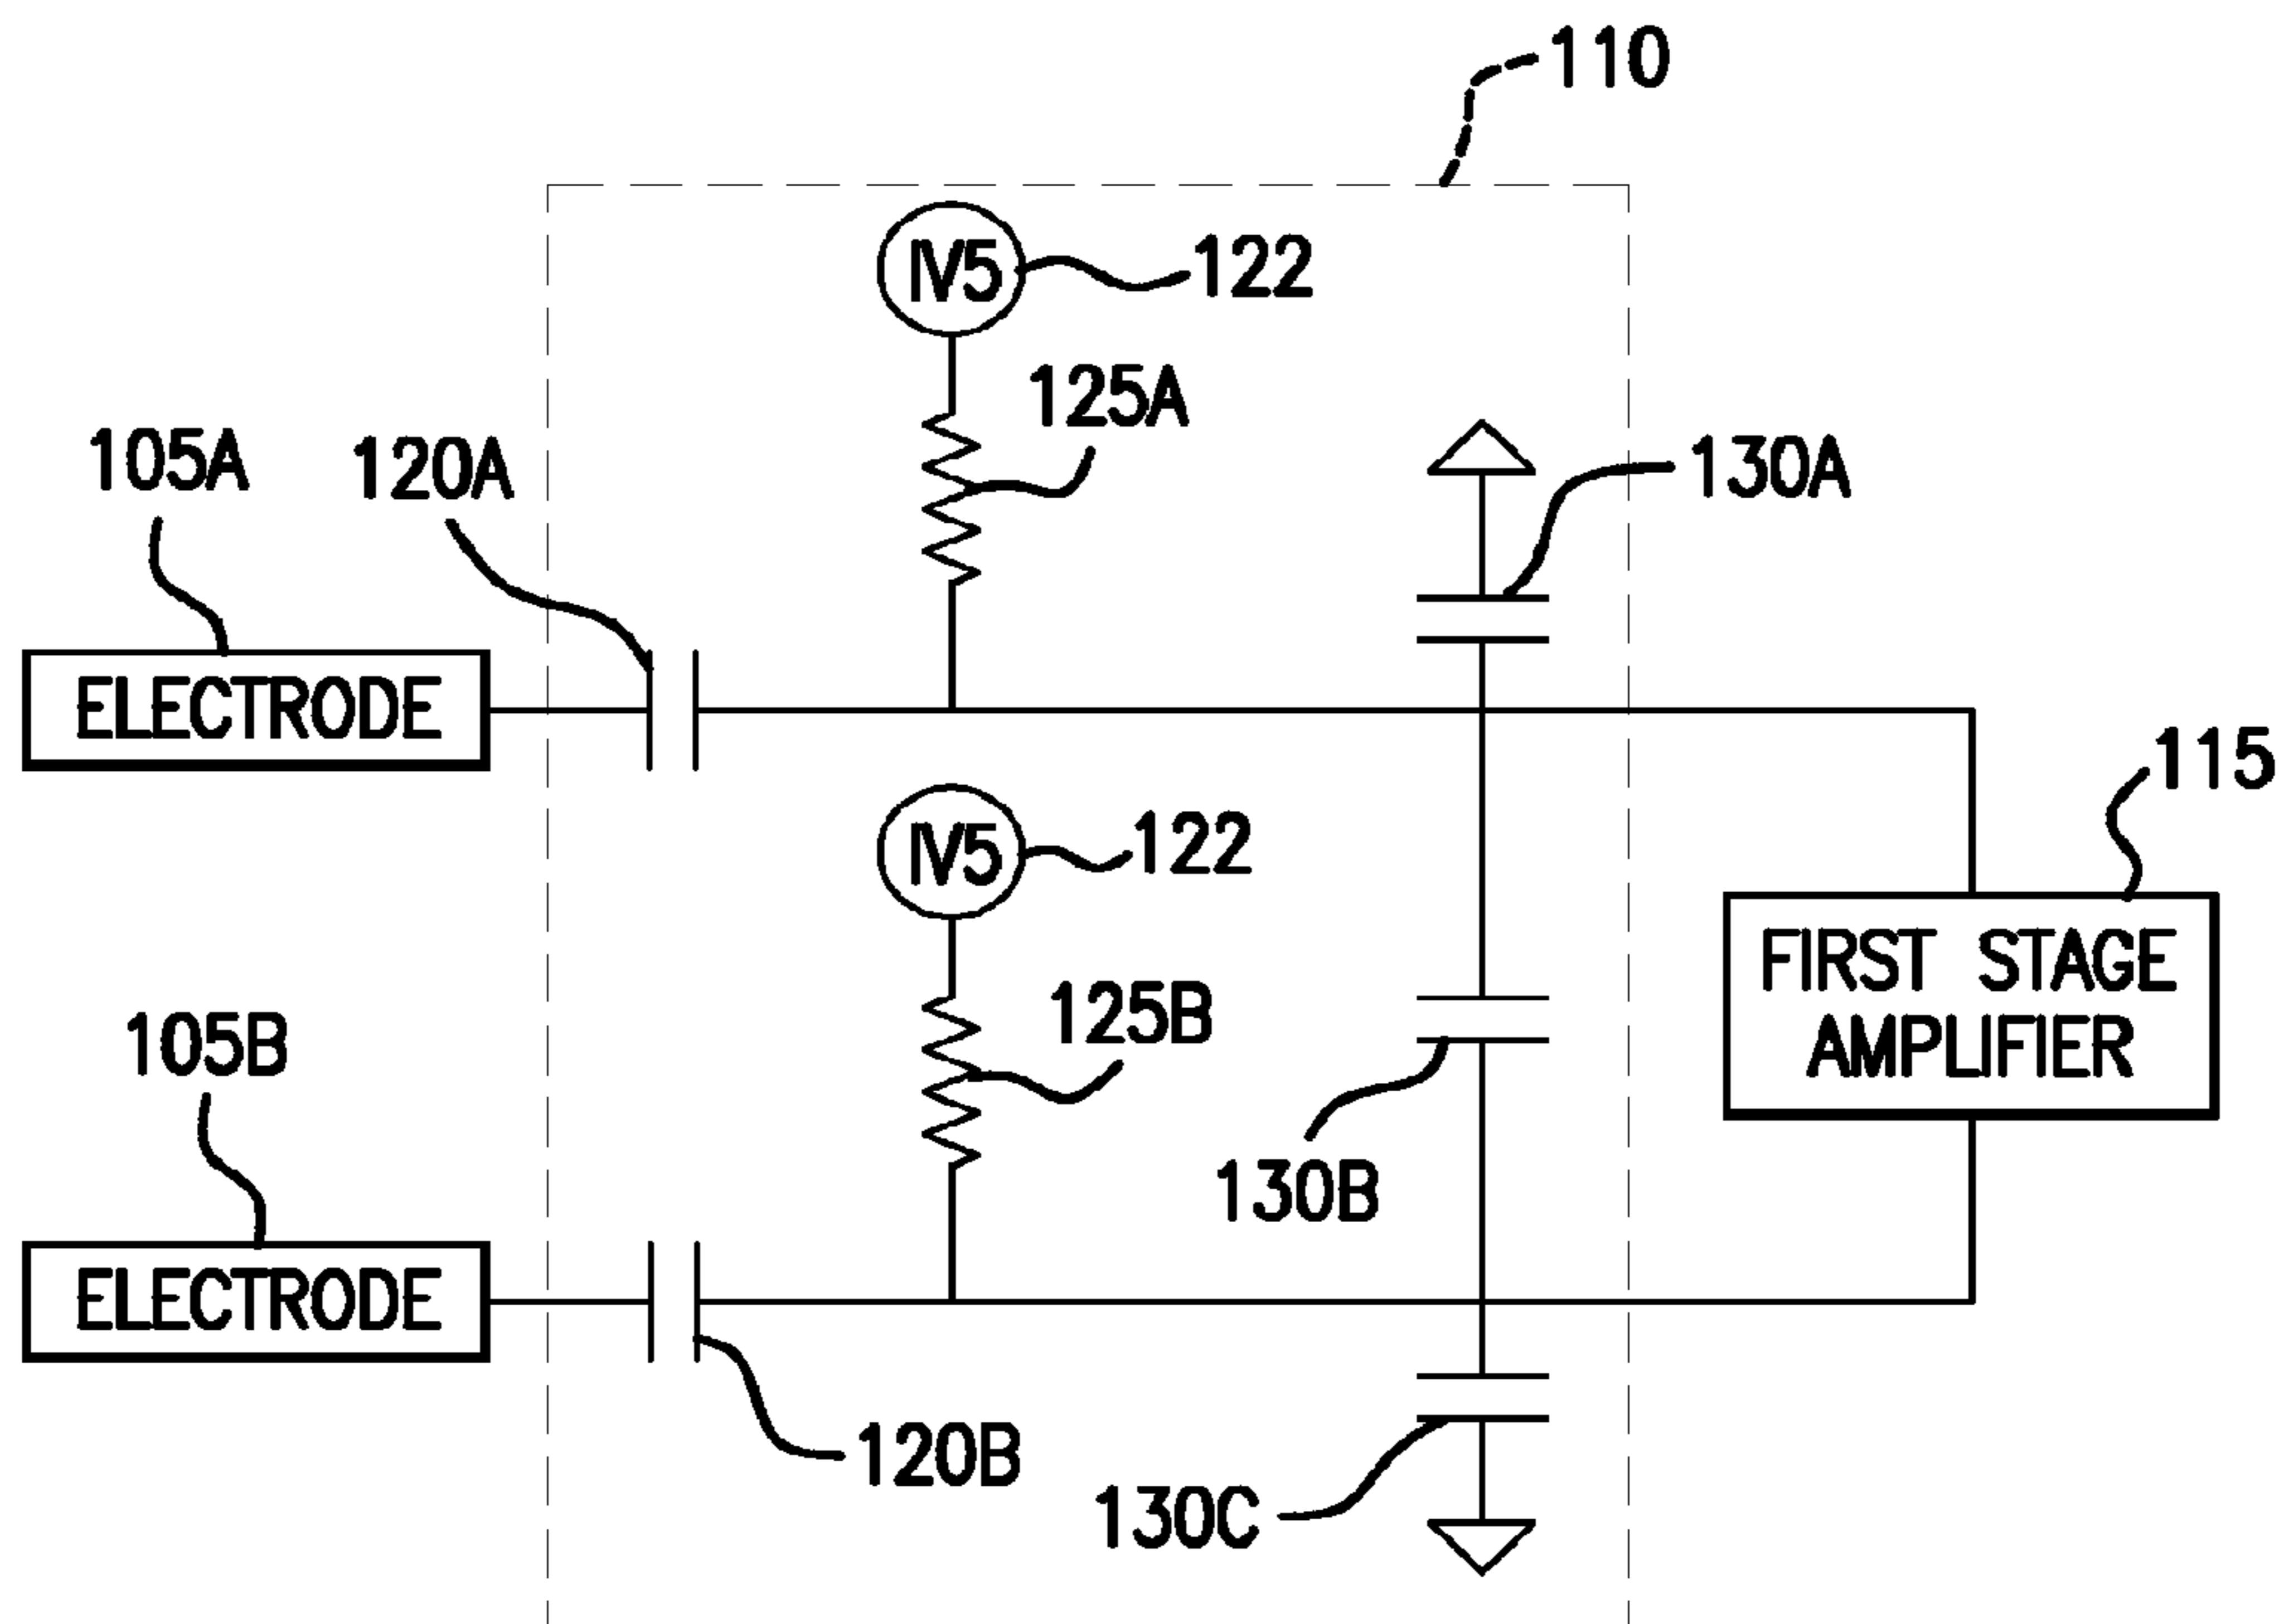 110
IV5
122
125A
105A
120A
130A
ELECTRODE
115
IV5
122
FIRST STAGE
AMPLIFIER
125B
105B
130B
ELECTRODE
120B
130C